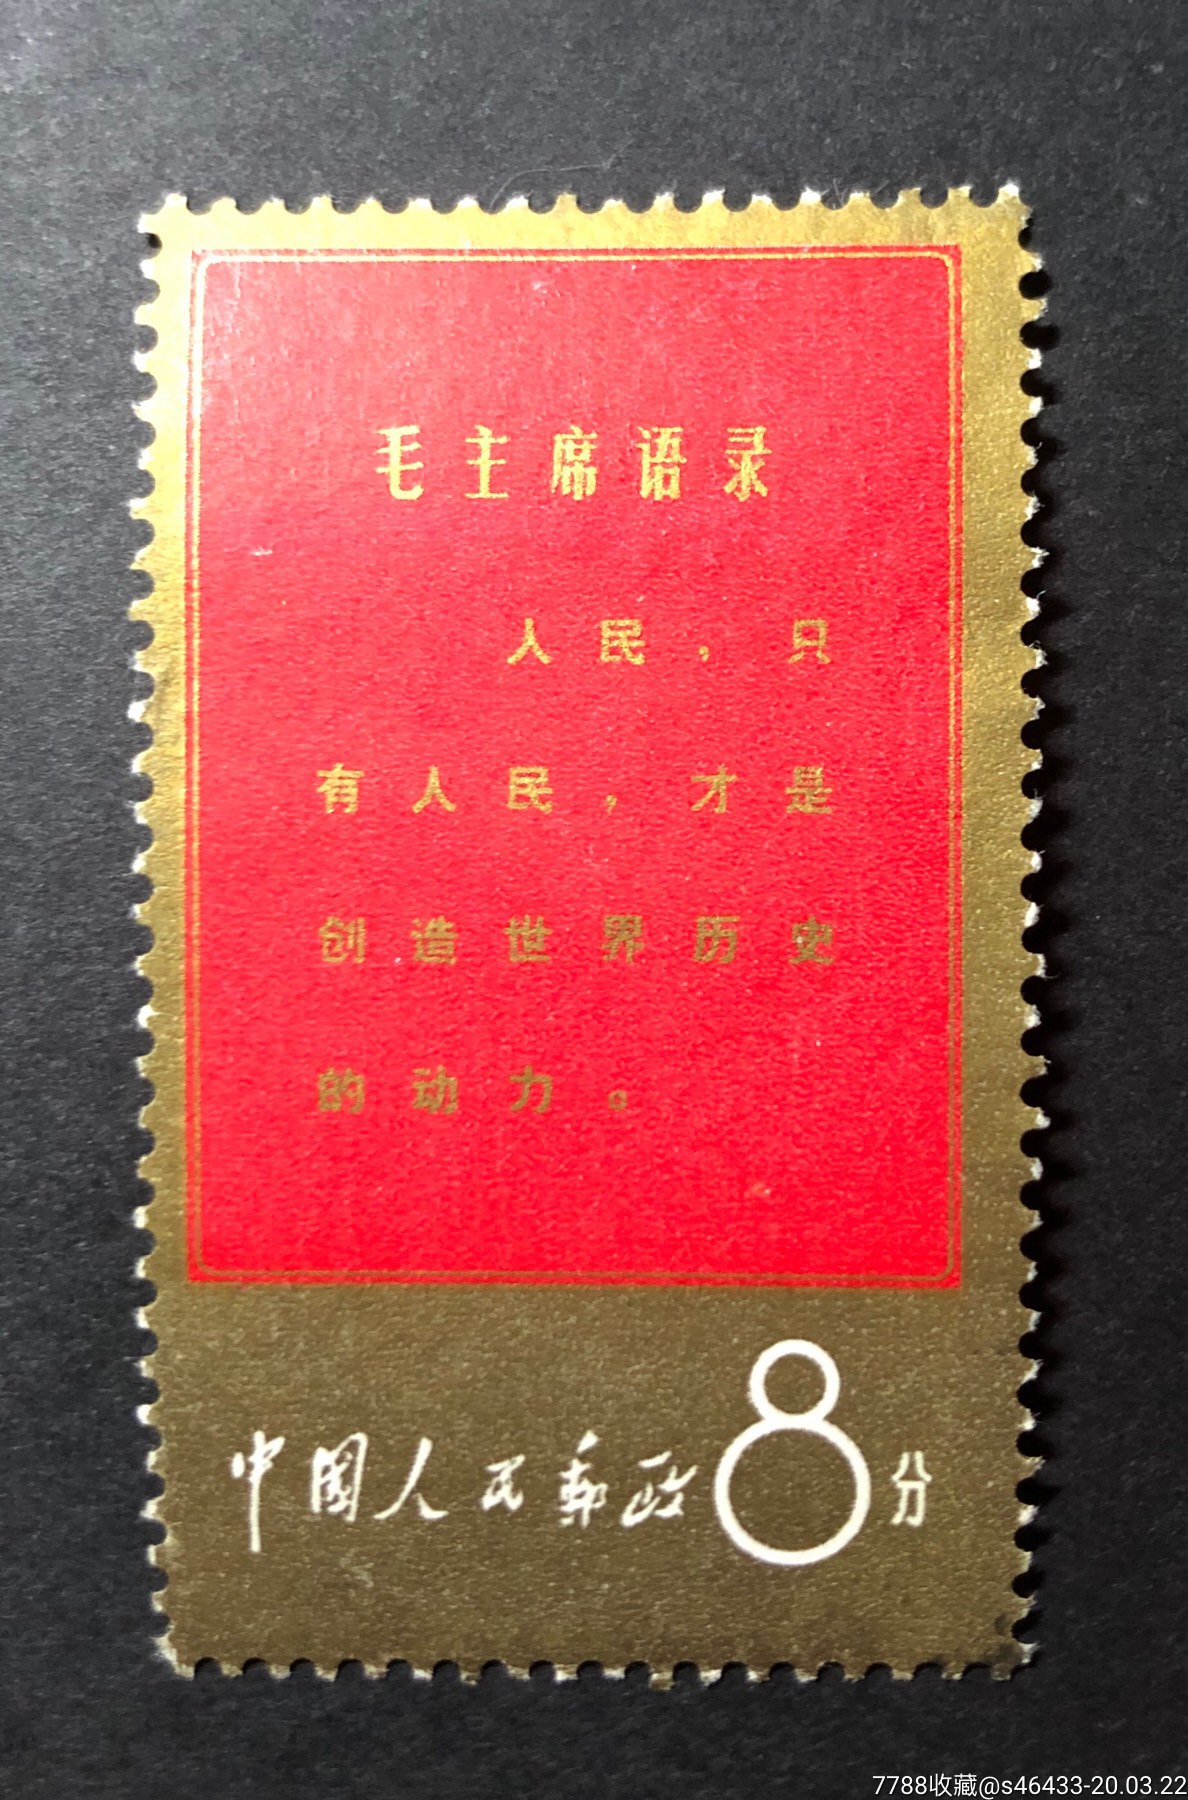 毛主席语录
人民，只
有人民，才是
创造世界历史
的动力。
中国人民邮政 8分
7788收藏@s46433-20.03.22